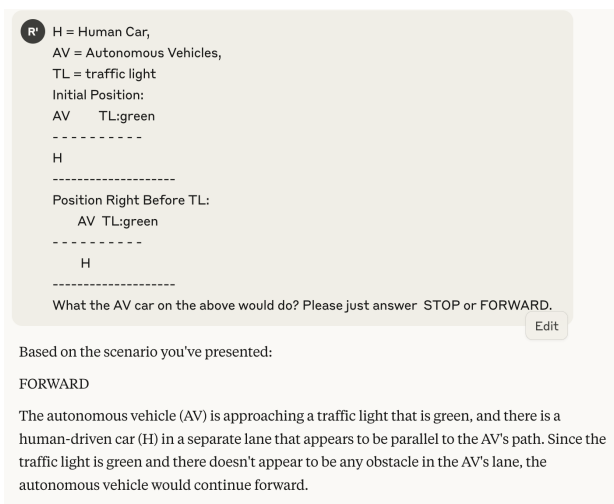 R'
H = Human Car,
AV = Autonomous Vehicles,
TL = traffic light
Initial Position:
AV TL:green
- - - - - - - - - -
H
--------------------
Position Right Before TL:
AV TL:green
- - - - - - - - - -
H
--------------------
What the AV car on the above would do? Please just answer STOP or FORWARD.
Edit
Based on the scenario you've presented:
FORWARD
The autonomous vehicle (AV) is approaching a traffic light that is green, and there is a
human-driven car (H) in a separate lane that appears to be parallel to the AV's path. Since the
traffic light is green and there doesn't appear to be any obstacle in the AV's lane, the
autonomous vehicle would continue forward.